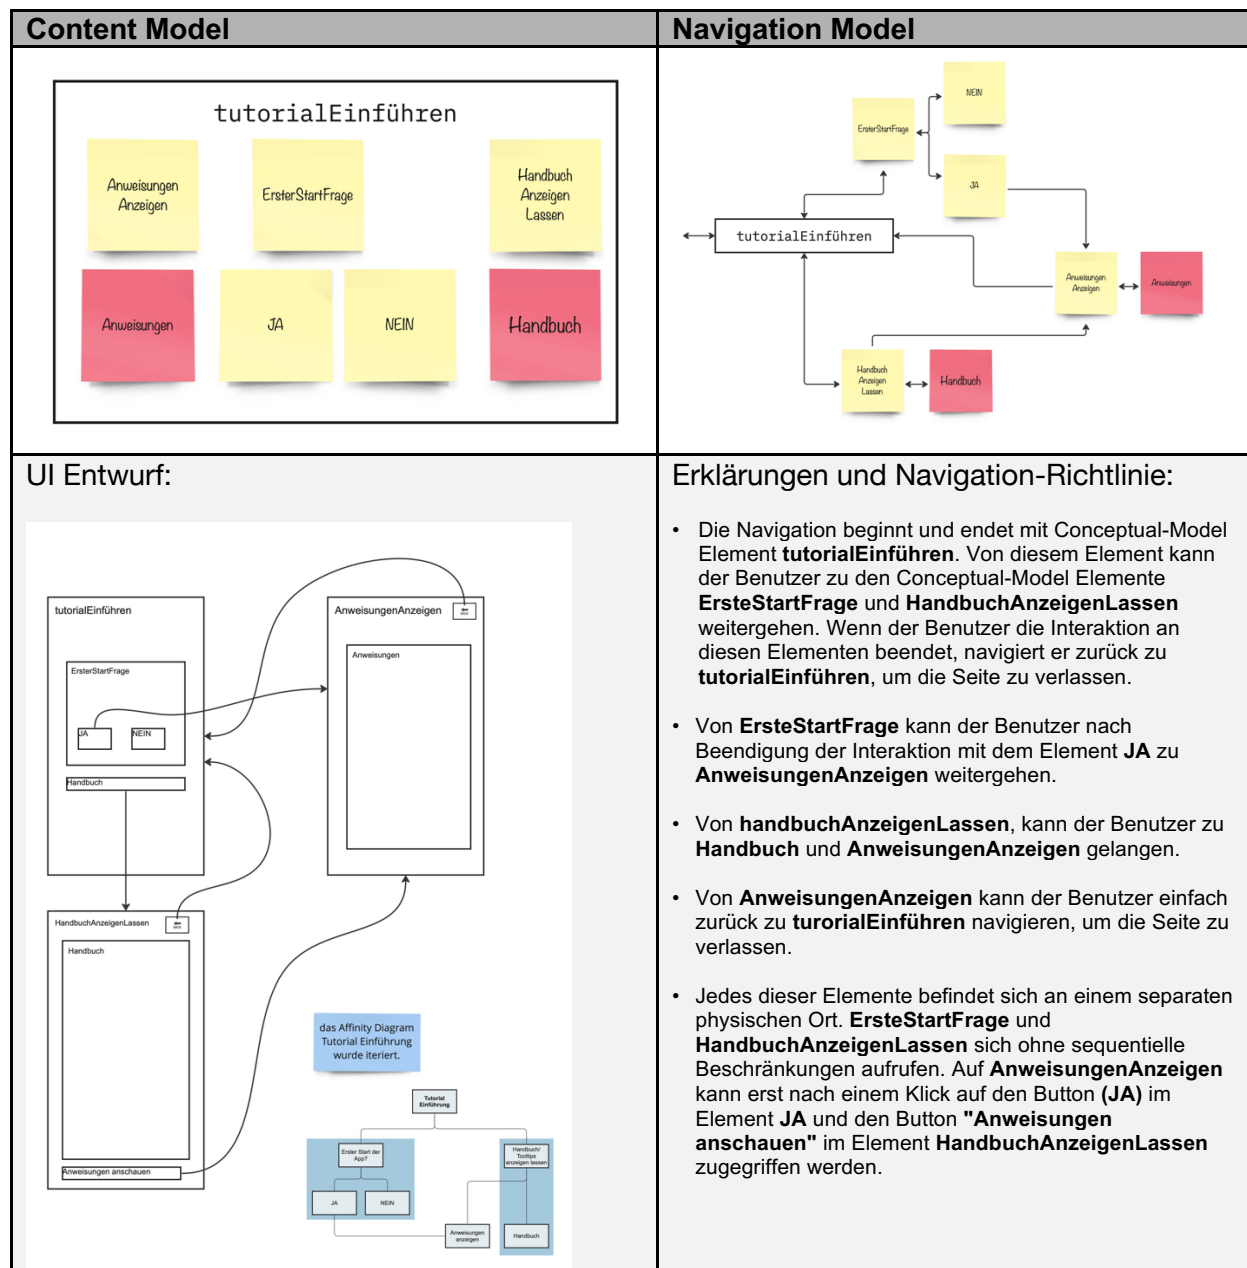 Content Model
tutorialEinführen
Anweisungen
Anzeigen
ErsterStartFrage
Handbuch
Anzeigen
Lassen
Anweisungen
JA
NEIN
Handbuch
Navigation Model
NEIN
ErsterStartFrage
JA
tutorialEinführen
Anweisungen
Anzeigen
Anweisungen
Handbuch
Anzeigen
Lassen
Handbuch
UI Entwurf:
tutorialEinführen
ErsterStartFrage
JA
NEIN
Handbuch
AnweisungenAnzeigen
Anweisungen
HandbuchAnzeigenLassen
Handbuch
Anweisungen anschauen
das Affinity Diagram
Tutorial Einführung
wurde iteriert.
Tutorial
Einführung
Erster Start der
App?
Handbuch/
Tooltips
anzeigen lassen
JA
NEIN
Anweisungen
anzeigen
Handbuch
Erklärungen und Navigation-Richtlinie:
• Die Navigation beginnt und endet mit Conceptual-Model
Element tutorialEinführen. Von diesem Element kann
der Benutzer zu den Conceptual-Model Elemente
ErsteStartFrage und HandbuchAnzeigenLassen
weitergehen. Wenn der Benutzer die Interaktion an
diesen Elementen beendet, navigiert er zurück zu
tutorialEinführen, um die Seite zu verlassen.
• Von ErsteStartFrage kann der Benutzer nach
Beendigung der Interaktion mit dem Element JA zu
AnweisungenAnzeigen weitergehen.
• Von handbuchAnzeigenLassen, kann der Benutzer zu
Handbuch und AnweisungenAnzeigen gelangen.
• Von AnweisungenAnzeigen kann der Benutzer einfach
zurück zu turorialEinführen navigieren, um die Seite zu
verlassen.
• Jedes dieser Elemente befindet sich an einem separaten
physischen Ort. ErsteStartFrage und
HandbuchAnzeigenLassen sich ohne sequentielle
Beschränkungen aufrufen. Auf AnweisungenAnzeigen
kann erst nach einem Klick auf den Button (JA) im
Element JA und den Button "Anweisungen
anschauen" im Element HandbuchAnzeigenLassen
zugegriffen werden.